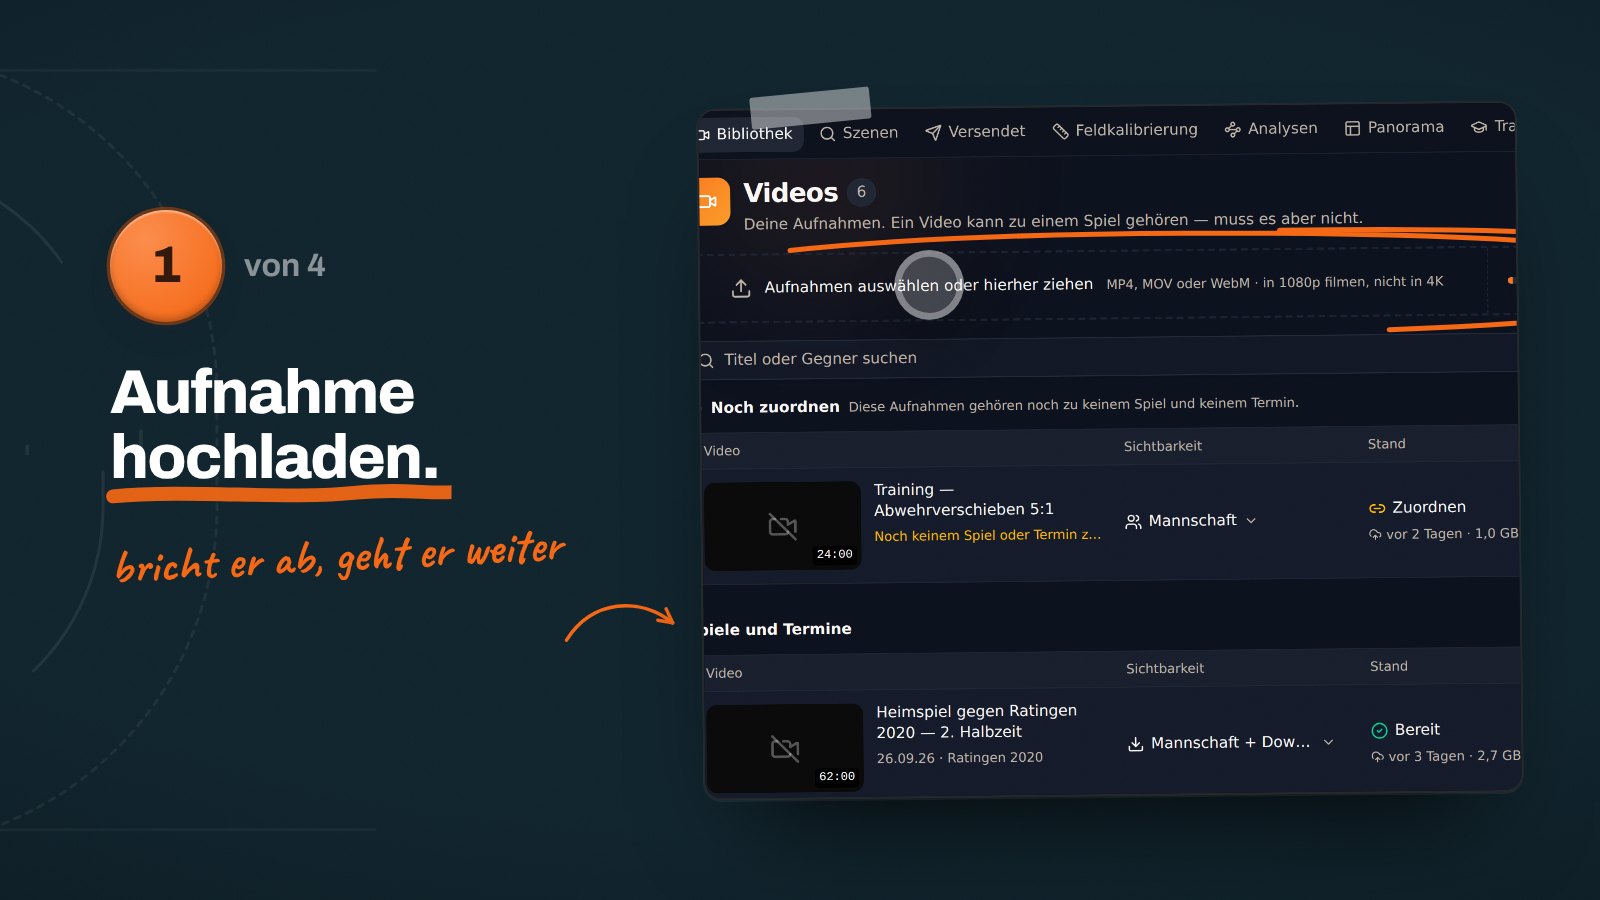 1
von 4
Aufnahme
hochladen.
bricht er ab, geht er weiter
Bibliothek
Szenen
Versendet
Feldkalibrierung
Analysen
Panorama
Tra
Videos 6
Deine Aufnahmen. Ein Video kann zu einem Spiel gehören — muss es aber nicht.
Aufnahmen auswählen oder hierher ziehen MP4, MOV oder WebM · in 1080p filmen, nicht in 4K
Titel oder Gegner suchen
Noch zuordnen Diese Aufnahmen gehören noch zu keinem Spiel und keinem Termin.
Video
Sichtbarkeit
Stand
24:00
Training —
Abwehrverschieben 5:1
Noch keinem Spiel oder Termin z...
Mannschaft
Zuordnen
vor 2 Tagen · 1,0 GB
piele und Termine
Video
Sichtbarkeit
Stand
62:00
Heimspiel gegen Ratingen
2020 — 2. Halbzeit
26.09.26 · Ratingen 2020
Mannschaft + Dow...
Bereit
vor 3 Tagen · 2,7 GB